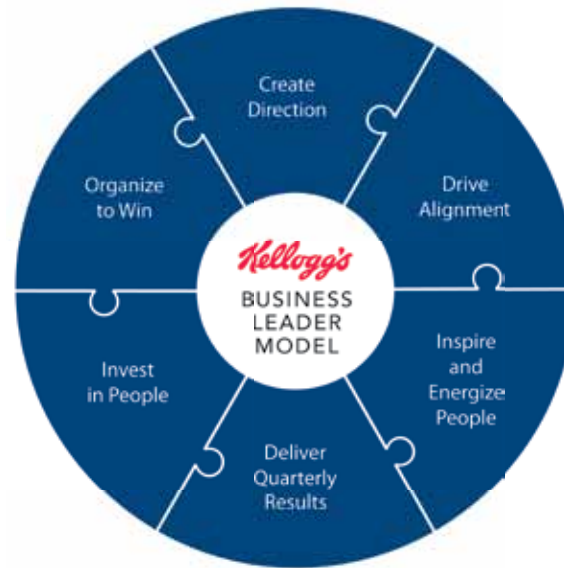 Create
Direction
Drive
Alignment
Inspire
and
Energize
People
Deliver
Quarterly
Results
Invest
in People
Organize
to Win
Kellogg's
BUSINESS
LEADER
MODEL